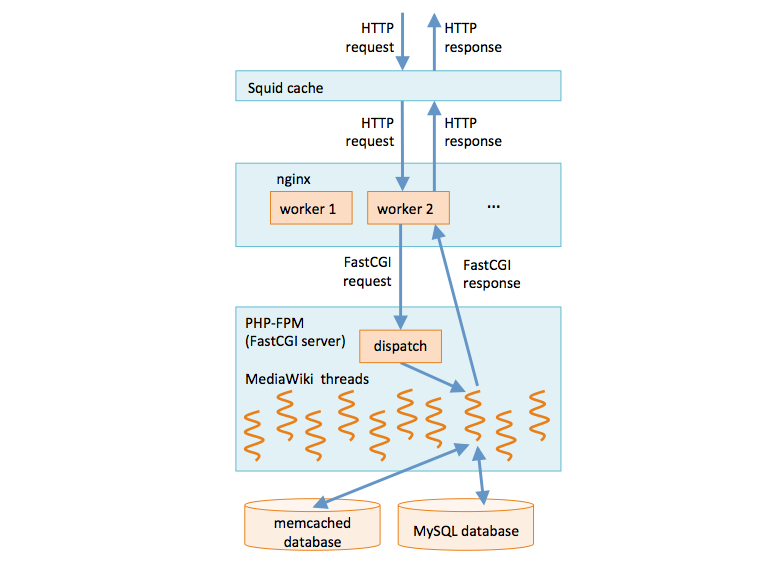 HTTP
request
HTTP
response
Squid cache
HTTP
request
HTTP
response
nginx
worker 1
worker 2
...
FastCGI
request
FastCGI
response
PHP-FPM
(FastCGI server)
dispatch
MediaWiki threads
memcached
database
MySQL database